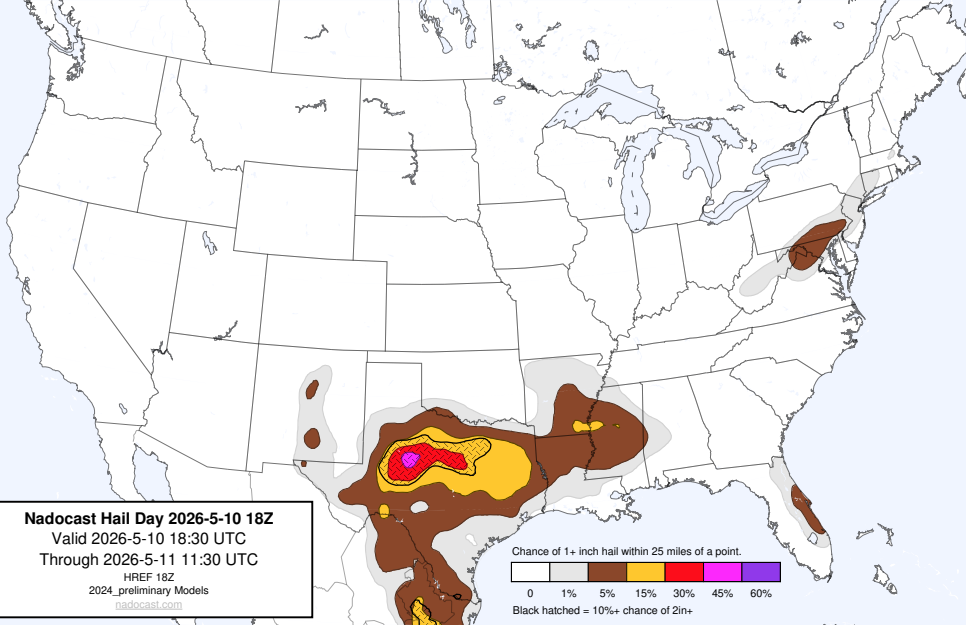 Nadocast Hail Day 2026-5-10 18Z
Valid 2026-5-10 18:30 UTC
Through 2026-5-11 11:30 UTC
HREF 18Z
2024_preliminary Models
nadocast.com
Chance of 1+ inch hail within 25 miles of a point.
0 1% 5% 15% 30% 45% 60%
Black hatched = 10%+ chance of 2in+